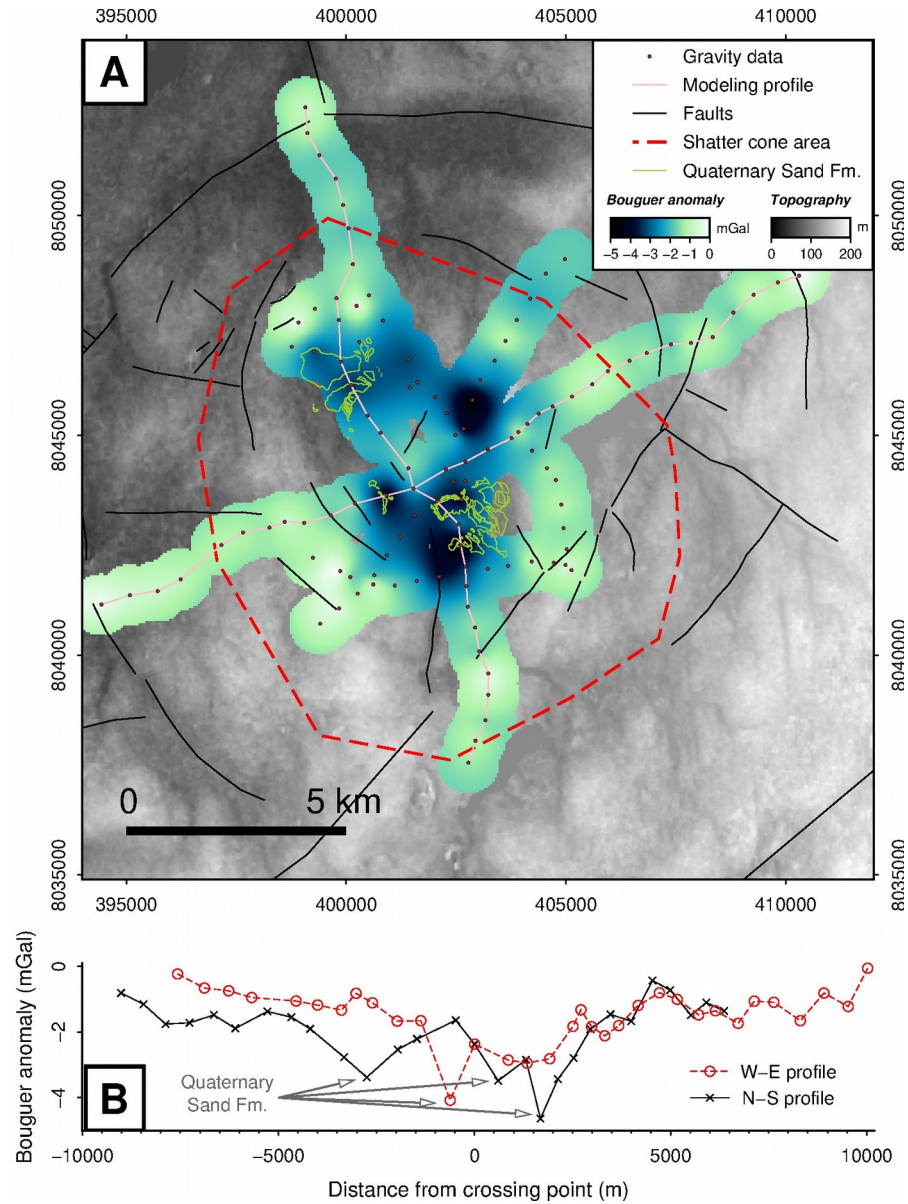 400000 405000 410000
A
Gravity data
Modeling profile
Faults
Shatter cone area
Quaternary Sand Fm.
Bouguer anomaly
mGal
−5 −4 −3 −2 −1 0
Topography
m
0 100 200
8050000
8045000
8040000
8035000
8050000
8045000
8040000
8035000
0 5 km
395000 400000 405000 410000
Bouguer anomaly (mGal)
0
−2
−4
Quaternary
Sand Fm.
B
W−E profile
N−S profile
−10000 −5000 0 5000 10000
Distance from crossing point (m)